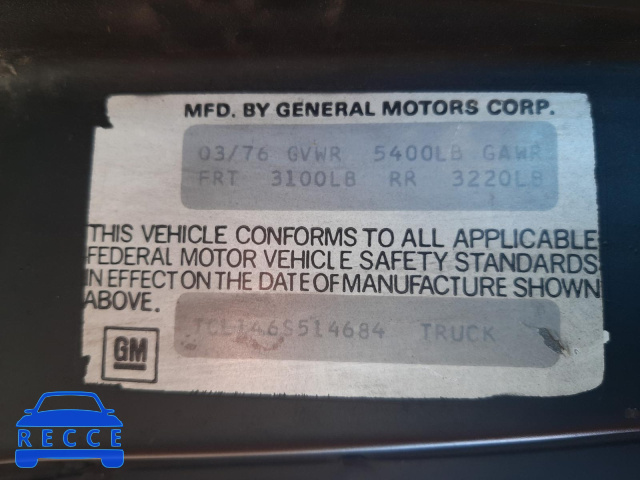 MFD. BY GENERAL MOTORS CORP.
03/76 GVWR 5400LB GAWR
FRT 3100LB RR 3220LB
THIS VEHICLE CONFORMS TO ALL APPLICABLE
FEDERAL MOTOR VEHICLE SAFETY STANDARDS
IN EFFECT ON THE DATE OF MANUFACTURE SHOWN
ABOVE.
TCL146S514684 TRUCK
GM
RECCE